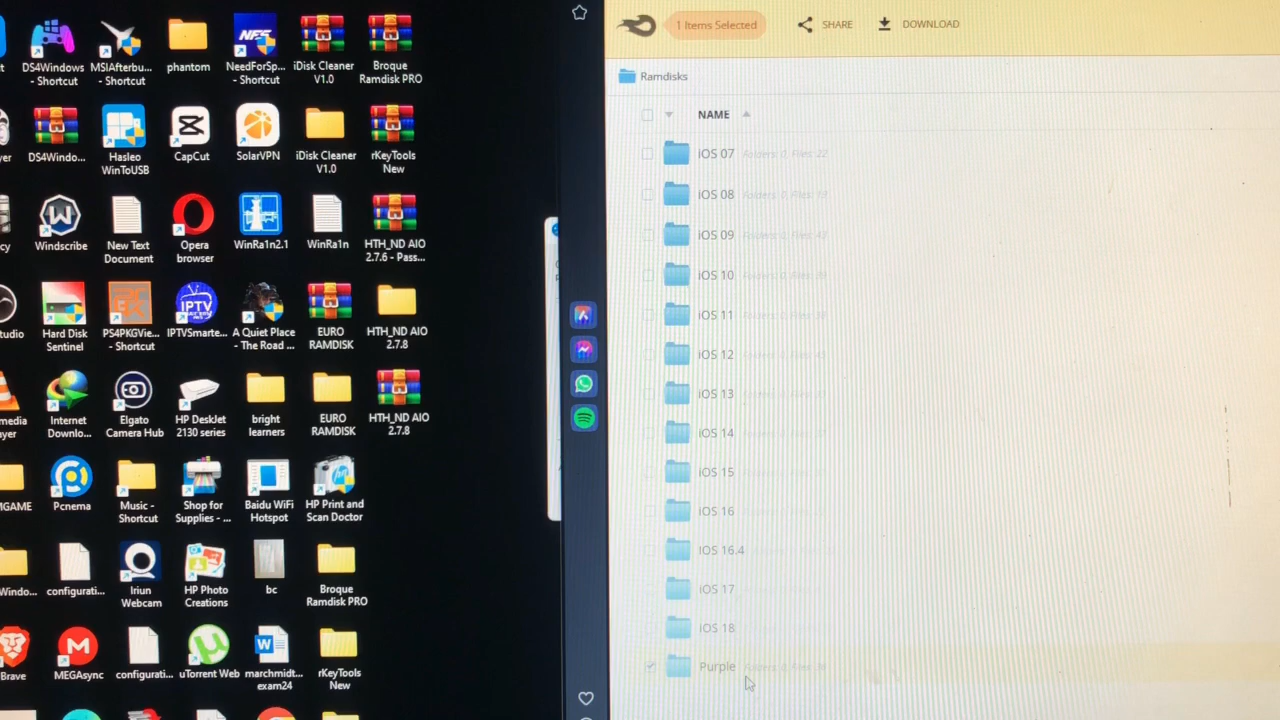 DS4Windows
- Shortcut
MSIAfterbu...
- Shortcut
phantom
NeedForSp...
- Shortcut
iDisk Cleaner
V1.0
Broque
Ramdisk PRO
DS4Windo...
Hasleo
WinToUSB
CapCut
SolarVPN
iDisk Cleaner
V1.0
rKeyTools
New
Windscribe
New Text
Document
Opera
browser
WinRa1n2.1
WinRa1n
HTH_ND AIO
2.7.6 - Pass...
Hard Disk
Sentinel
PS4PKGVie...
- Shortcut
IPTVSmarte...
A Quiet Place
- The Road ...
EURO
RAMDISK
HTH_ND AIO
2.7.8
Internet
Downlo...
Elgato
Camera Hub
HP DeskJet
2130 series
bright
learners
EURO
RAMDISK
HTH_ND AIO
2.7.8
Pcnema
Music -
Shortcut
Shop for
Supplies - ...
Baidu WiFi
Hotspot
HP Print and
Scan Doctor
configurati...
Iriun
Webcam
HP Photo
Creations
bc
Broque
Ramdisk PRO
Brave
MEGAsync
configurati...
uTorrent Web
marchmidt...
exam24
rKeyTools
New
NFS
IPTV
1 Items Selected
SHARE
DOWNLOAD
Ramdisks
NAME
iOS 07
iOS 08
iOS 09
iOS 10
iOS 11
IOS 12
IOS 13
IOS 14
IOS 15
IOS 16
IOS 16.4
IOS 17
IOS 18
Purple